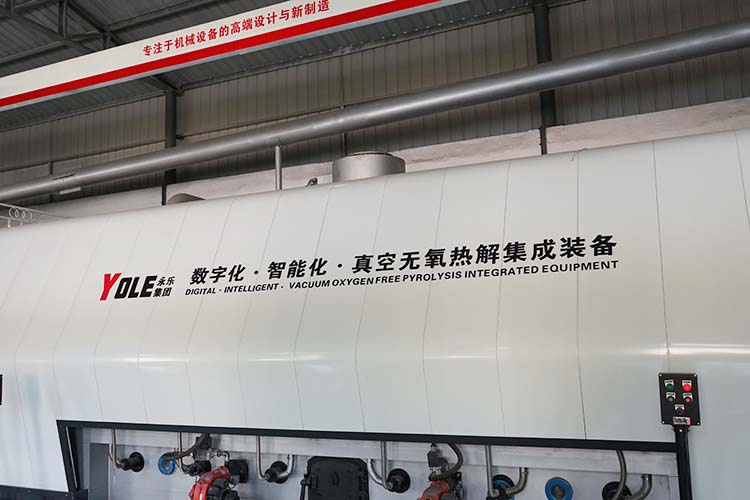 专注于机械设备的高端设计与新制造
YOLE 永乐集团
数字化·智能化·真空无氧热解集成装备
DIGITAL · INTELLIGENT · VACUUM OXYGEN FREE PYROLYSIS INTEGRATED EQUIPMENT